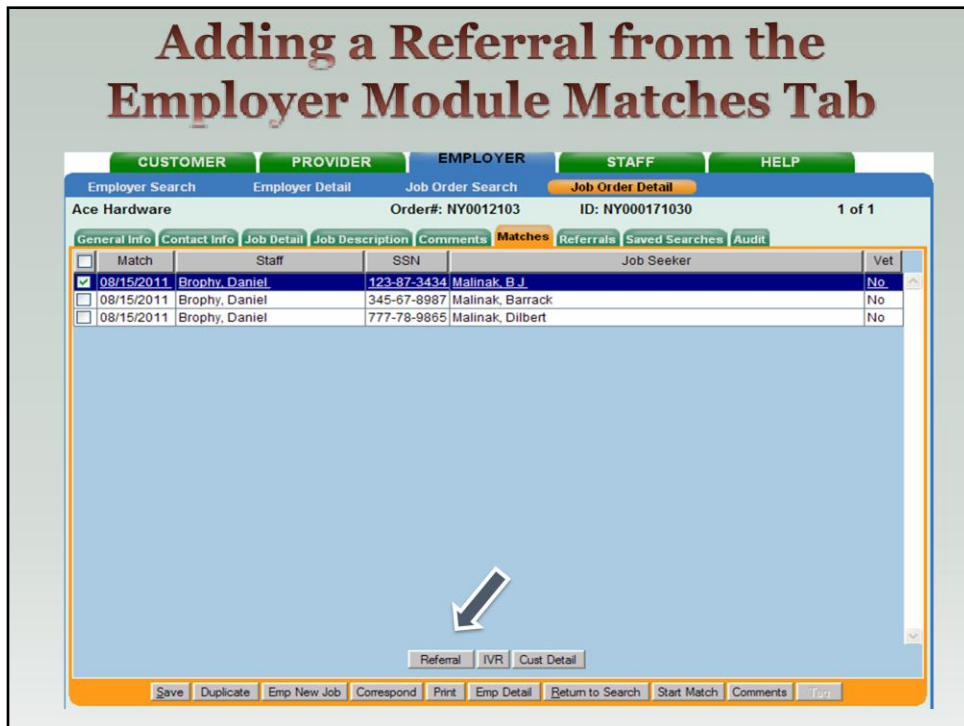 Adding a Referral from the
Employer Module Matches Tab
CUSTOMER PROVIDER EMPLOYER STAFF HELP
Employer Search Employer Detail Job Order Search Job Order Detail
Ace Hardware Order#: NY0012103 ID: NY000171030 1 of 1
General Info Contact Info Job Detail Job Description Comments Matches Referrals Saved Searches Audit
Match Staff SSN Job Seeker Vet
08/15/2011 Brophy, Daniel 123-87-3434 Malinak, B J No
08/15/2011 Brophy, Daniel 345-67-8987 Malinak, Barrack No
08/15/2011 Brophy, Daniel 777-78-9865 Malinak, Dilbert No
Referral IVR Cust Detail
Save Duplicate Emp New Job Correspond Print Emp Detail Return to Search Start Match Comments Tag